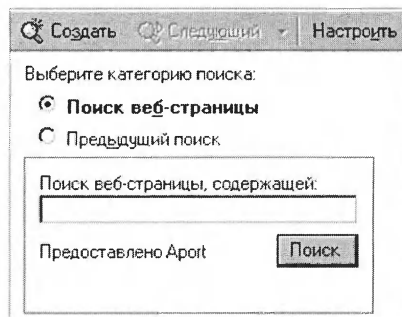 Создать Следующий Настроить
Выберите категорию поиска:
Поиск веб-страницы
Предыдущий поиск
Поиск веб-страницы, содержащей:
Предоставлено Aport Поиск